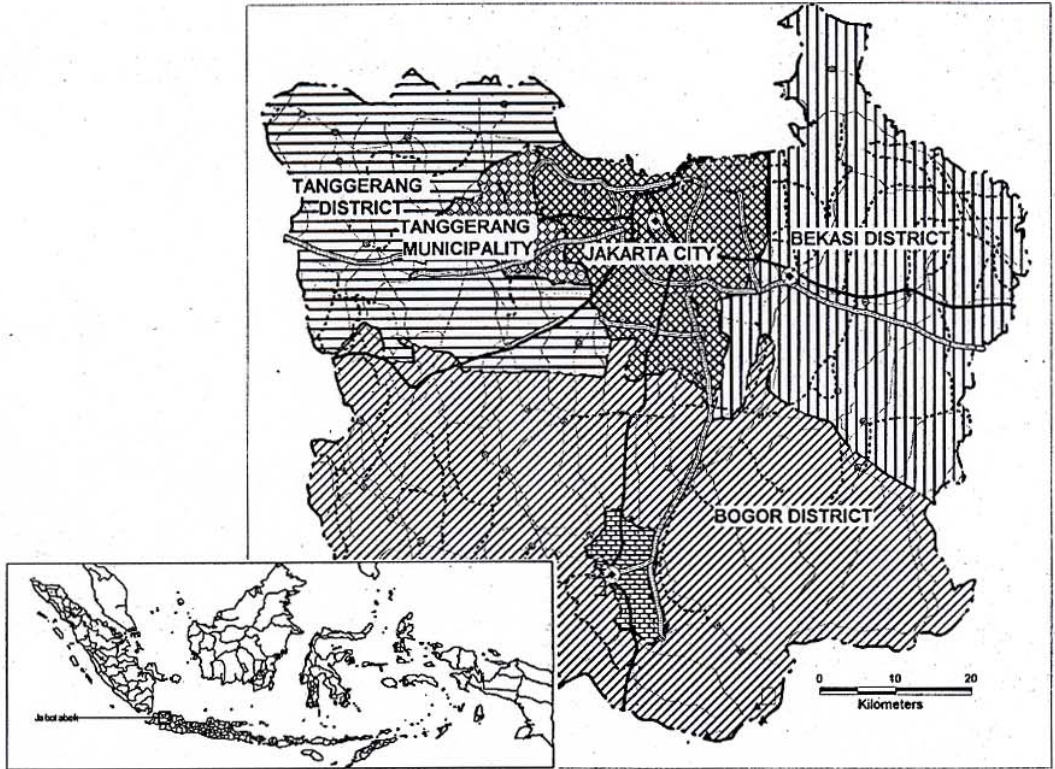 TANGGERANG
DISTRICT
TANGGERANG
MUNICIPALITY
JAKARTA CITY
BEKASI DISTRICT
BOGOR DISTRICT
Jabotabek
0 10 20
Kilometers